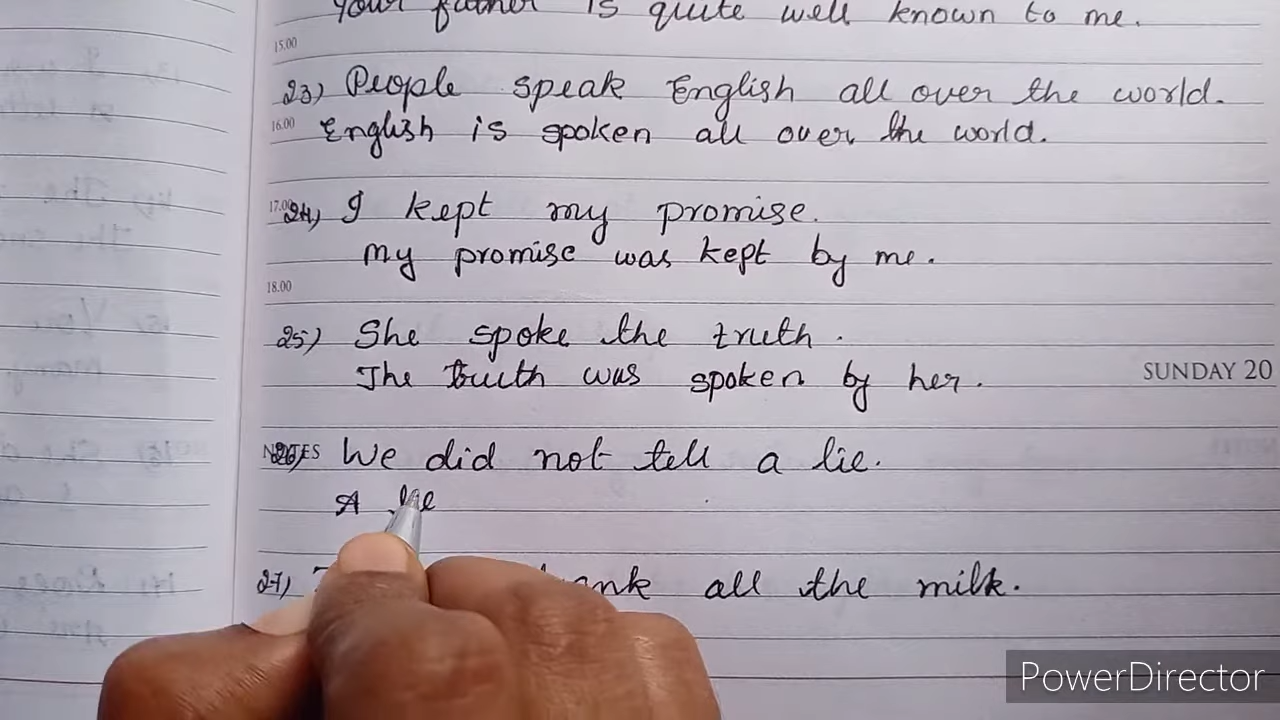 Your father is quite well known to me.
15.00
23) People speak English all over the world.
16.00 English is spoken all over the world.
17.00 24) I kept my promise.
My promise was kept by me.
18.00
25) She spoke the truth.
The truth was spoken by her.
SUNDAY 20
NOTES 26) We did not tell a lie.
A lie
27) all the milk.
PowerDirector